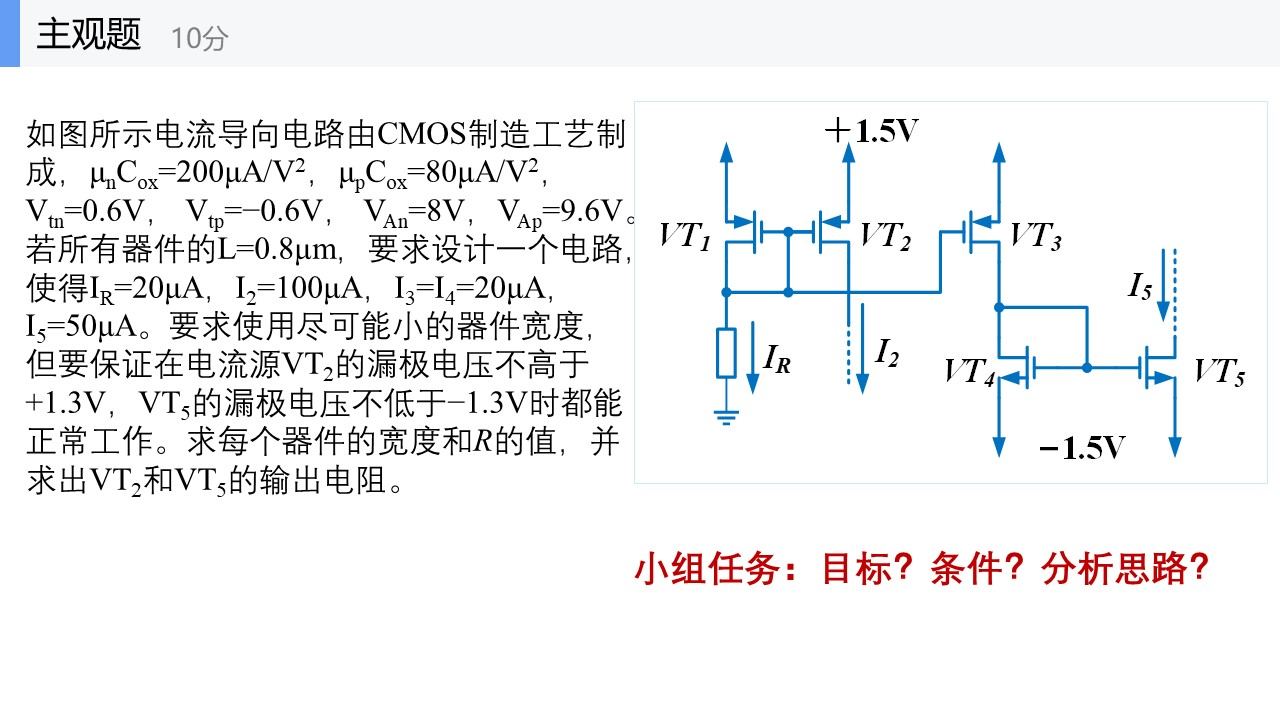 主观题 10分
如图所示电流导向电路由CMOS制造工艺制
成，μnCox=200μA/V²，μpCox=80μA/V²，
Vtn=0.6V， Vtp=−0.6V， VAn=8V，VAp=9.6V。
若所有器件的L=0.8μm，要求设计一个电路，
使得IR=20μA，I2=100μA，I3=I4=20μA，
I5=50μA。要求使用尽可能小的器件宽度，
但要保证在电流源VT2的漏极电压不高于
+1.3V，VT5的漏极电压不低于−1.3V时都能
正常工作。求每个器件的宽度和R的值，并
求出VT2和VT5的输出电阻。
＋1.5V
VT1
VT2
VT3
I5
IR
I2
VT4
VT5
−1.5V
小组任务：目标？条件？分析思路？